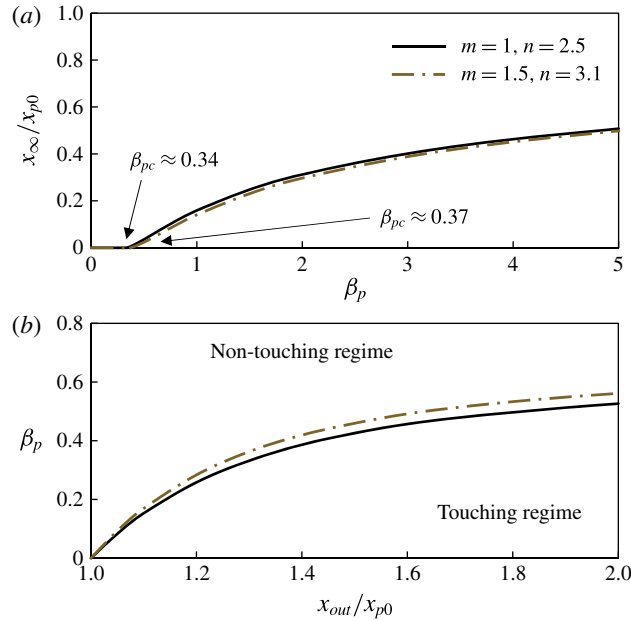 (a)
1.0
0.8
0.6
0.4
0.2
0
x∞/xp0
m = 1, n = 2.5
m = 1.5, n = 3.1
βpc ≈ 0.34
βpc ≈ 0.37
0 1 2 3 4 5
βp
(b)
0.8
0.6
0.4
0.2
0
βp
Non-touching regime
Touching regime
1.0 1.2 1.4 1.6 1.8 2.0
xout/xp0